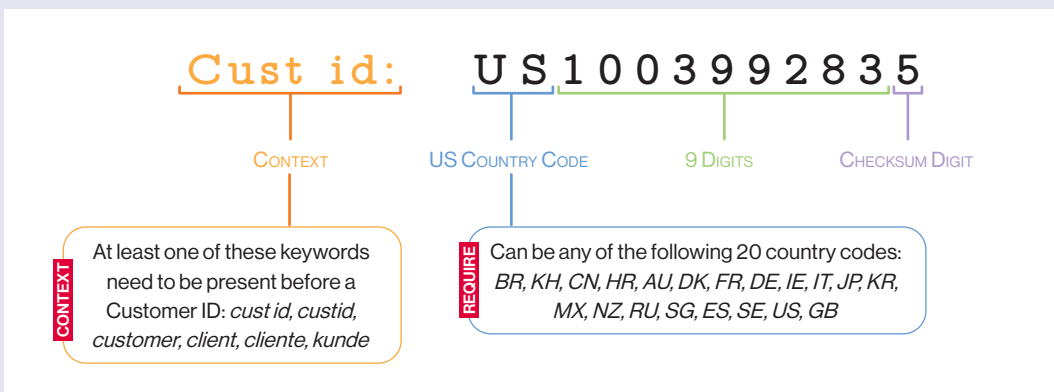 Cust id: US1003992835
CONTEXT US COUNTRY CODE 9 DIGITS CHECKSUM DIGIT
CONTEXT
At least one of these keywords
need to be present before a
Customer ID: cust id, custid,
customer, client, cliente, kunde
REQUIRE
Can be any of the following 20 country codes:
BR, KH, CN, HR, AU, DK, FR, DE, IE, IT, JP, KR,
MX, NZ, RU, SG, ES, SE, US, GB